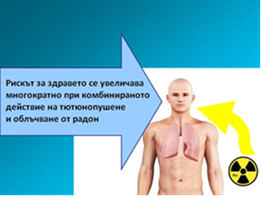 Рискът за здравето се увеличава
многократно при комбинираното
действие на тютюнопушене
и облъчване от радон